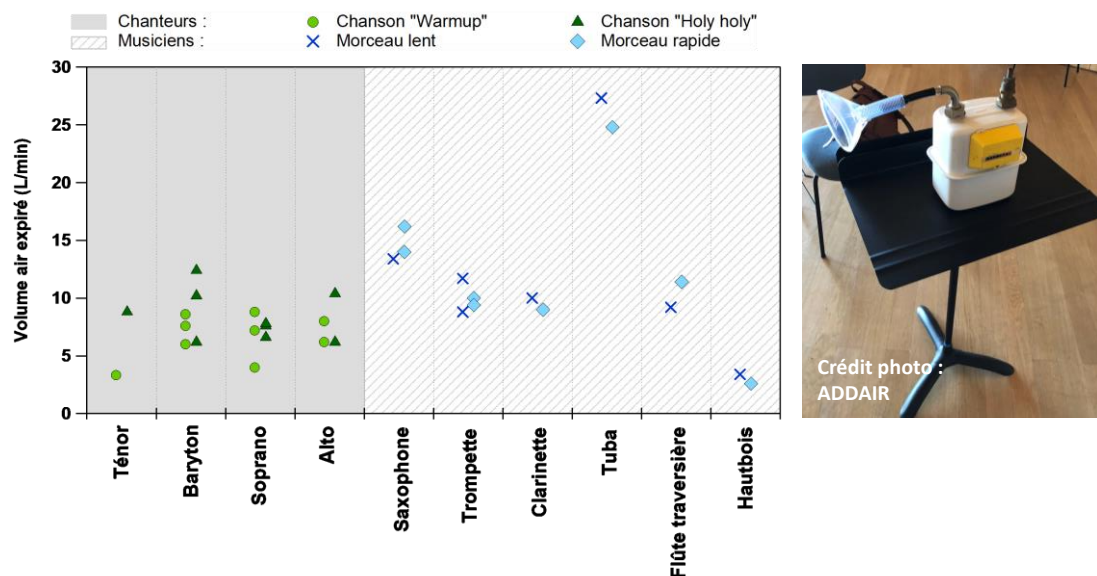 Chanteurs : Chanson "Warmup" Chanson "Holy holy"
Musiciens : Morceau lent Morceau rapide
Volume air expiré (L/min)
30
25
20
15
10
5
0
Ténor
Baryton
Soprano
Alto
Saxophone
Trompette
Clarinette
Tuba
Flûte traversière
Hautbois
Crédit photo :
ADDAIR